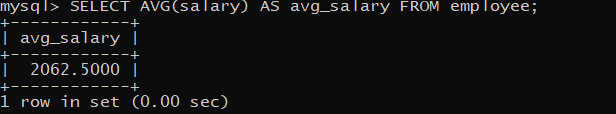 mysql> SELECT AVG(salary) AS avg_salary FROM employee;
+------------+
| avg_salary |
+------------+
|  2062.5000 |
+------------+
1 row in set (0.00 sec)